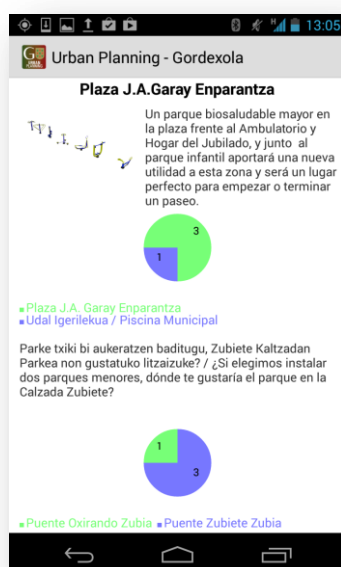 H
13:05
G
Urban Planning - Gordexola
Plaza J.A.Garay Enparantza
Un parque biosaludable mayor en
la plaza frente al Ambulatorio y
Hogar del Jubilado, y junto al
parque infantil aportará una nueva
utilidad a esta zona y será un lugar
perfecto para empezar o terminar
un paseo.
3
1
Plaza J.A. Garay Enparantza
Udal Igerilekua / Piscina Municipal
Parke txiki bi aukeratzen baditugu, Zubiete Kaltzadan
Parkea non gustatuko litzaizuke? / ¿Si elegimos instalar
dos parques menores, dónde te gustaría el parque en la
Calzada Zubiete?
1
3
Puente Oxirando Zubia Puente Zubiete Zubia